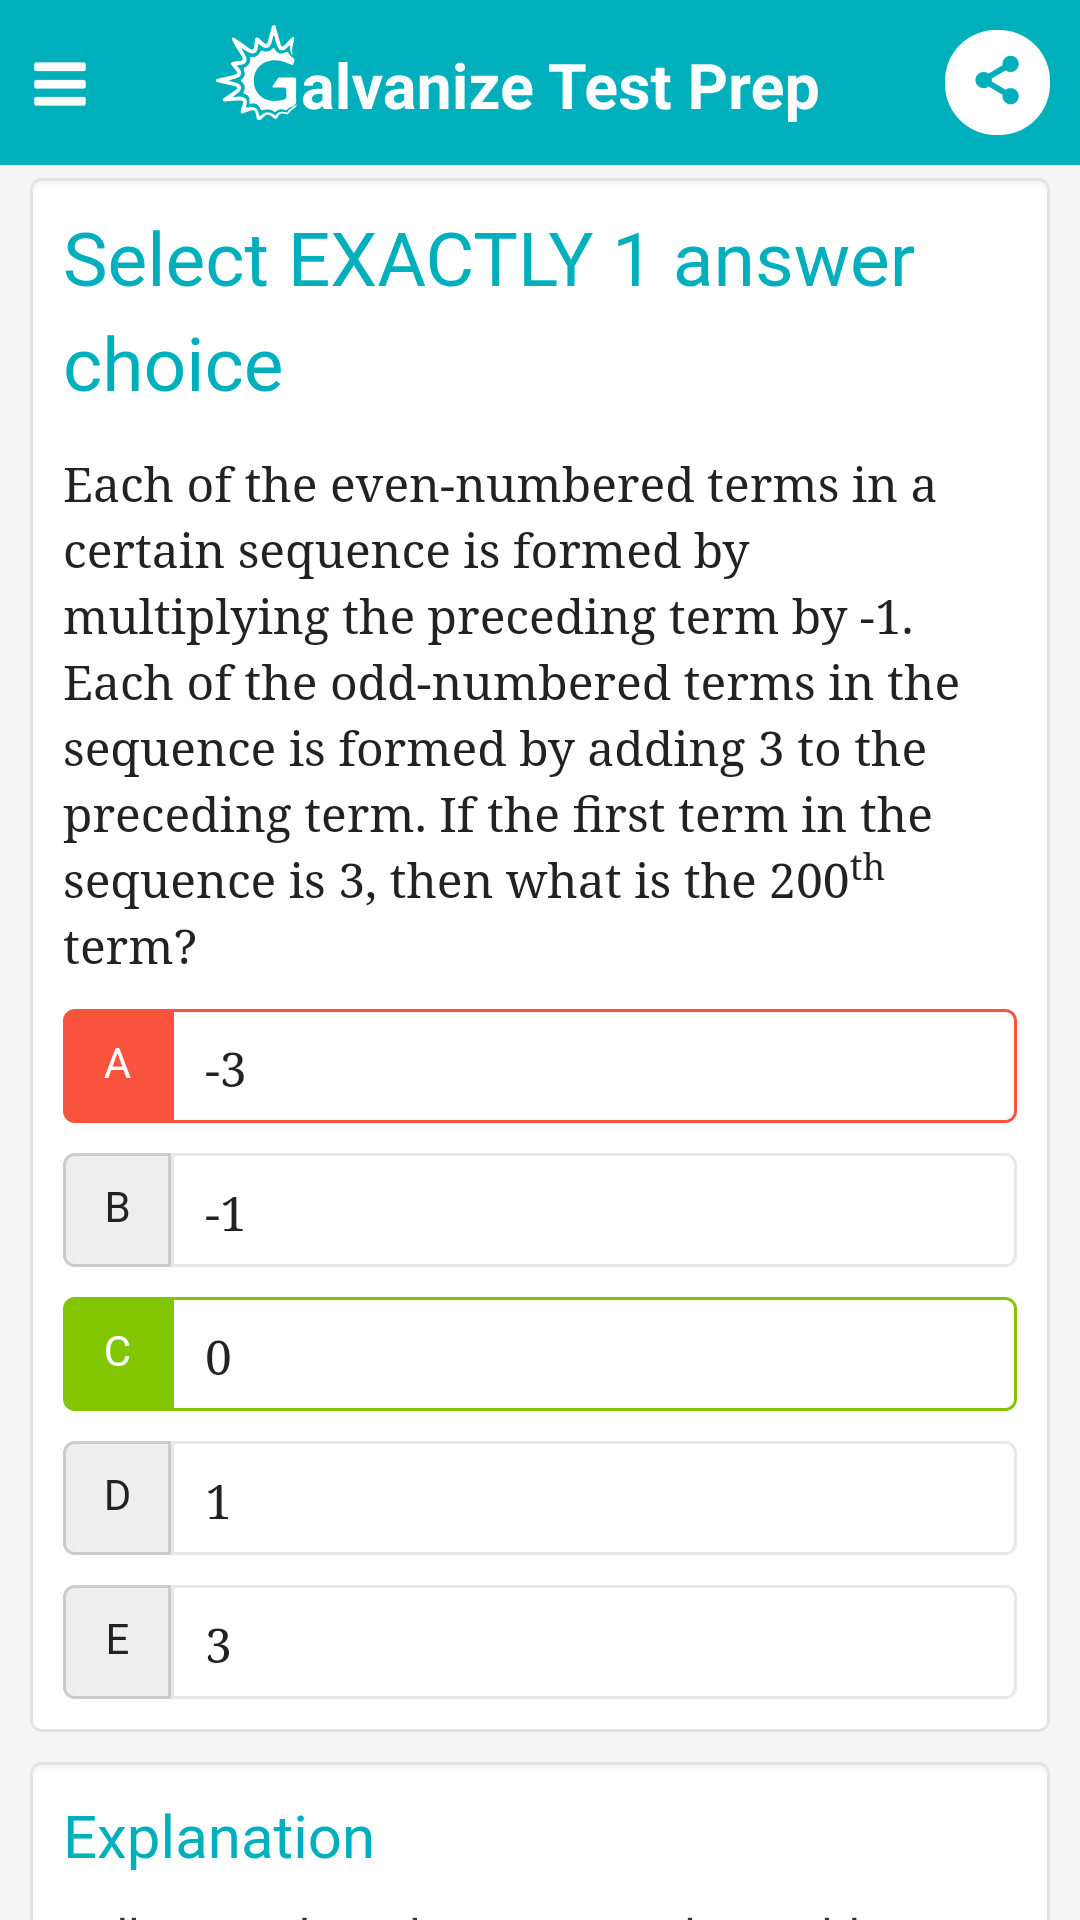 Galvanize Test Prep
Select EXACTLY 1 answer
choice
Each of the even-numbered terms in a
certain sequence is formed by
multiplying the preceding term by -1.
Each of the odd-numbered terms in the
sequence is formed by adding 3 to the
preceding term. If the first term in the
sequence is 3, then what is the 200th
term?
A -3
B -1
C 0
D 1
E 3
Explanation